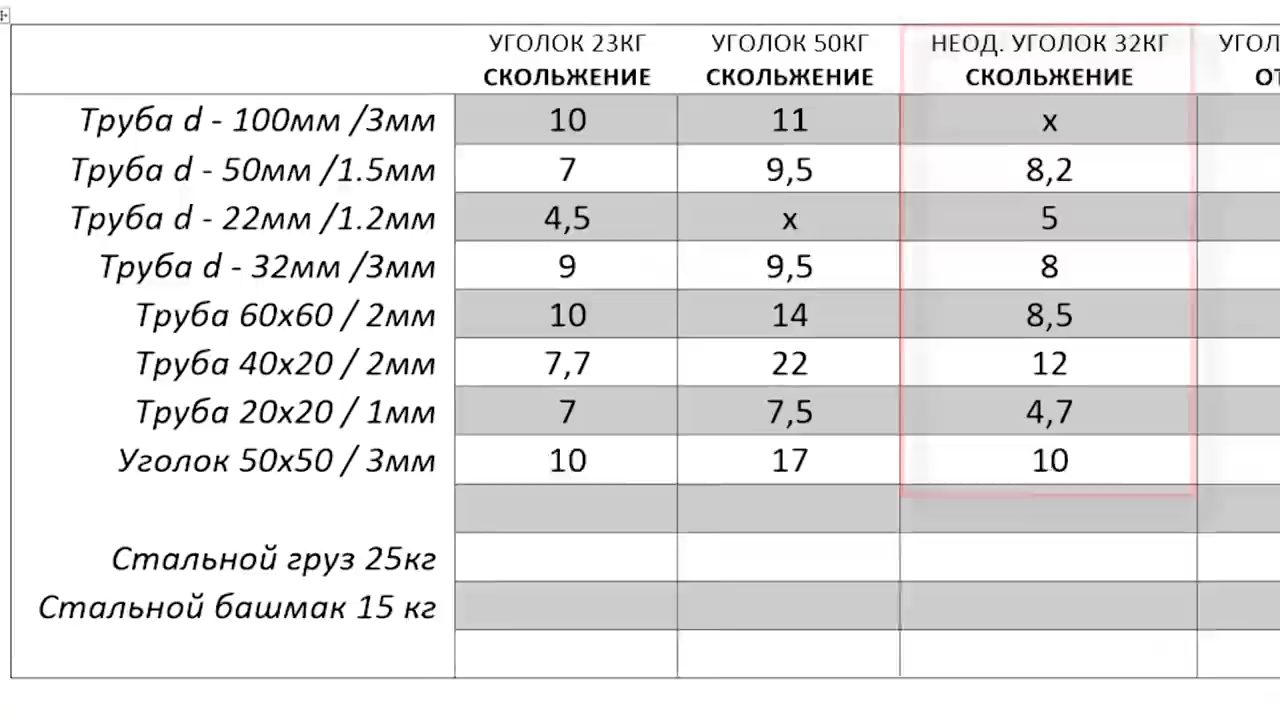 УГОЛОК 23КГ УГОЛОК 50КГ НЕОД. УГОЛОК 32КГ УГОЛ
СКОЛЬЖЕНИЕ СКОЛЬЖЕНИЕ СКОЛЬЖЕНИЕ ОТ
Труба d - 100мм /3мм 10 11 x
Труба d - 50мм /1.5мм 7 9,5 8,2
Труба d - 22мм /1.2мм 4,5 x 5
Труба d - 32мм /3мм 9 9,5 8
Труба 60х60 / 2мм 10 14 8,5
Труба 40х20 / 2мм 7,7 22 12
Труба 20х20 / 1мм 7 7,5 4,7
Уголок 50х50 / 3мм 10 17 10
Стальной груз 25кг
Стальной башмак 15 кг